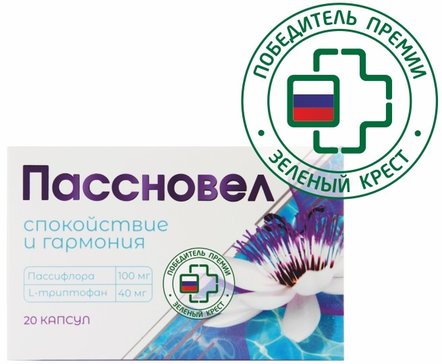 ПОБЕДИТЕЛЬ ПРЕМИИ
ЗЕЛЕНЫЙ КРЕСТ
Пассновел
спокойствие
и гармония
Пассифлора 100 мг
L-триптофан 40 мг
20 КАПСУЛ
ПОБЕДИТЕЛЬ ПРЕМИИ
ЗЕЛЕНЫЙ КРЕСТ